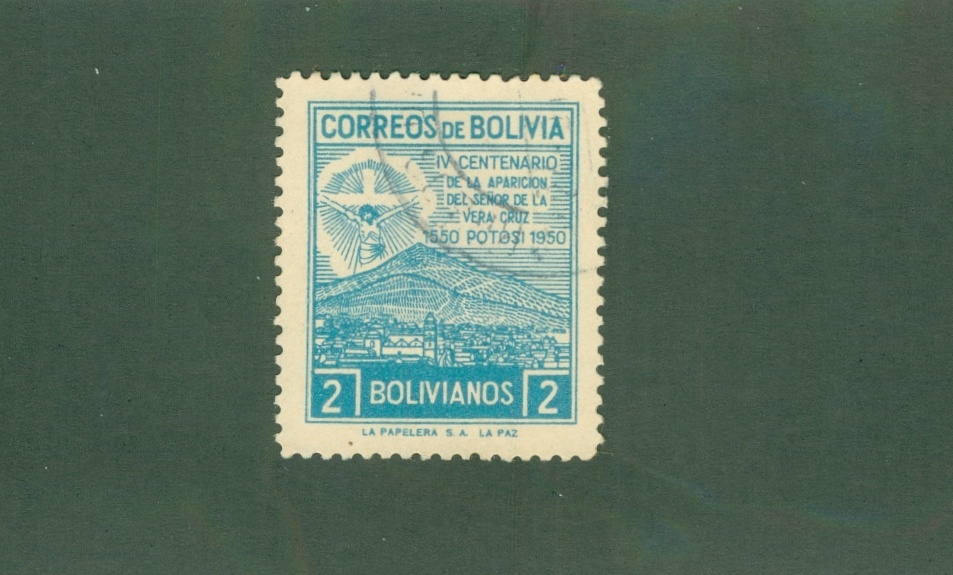 CORREOS DE BOLIVIA
IV CENTENARIO
DE LA APARICION
DEL SEÑOR DE LA
VERA CRUZ
1550 POTOSI 1950
2 BOLIVIANOS 2
LA PAPELERA S. A. LA PAZ